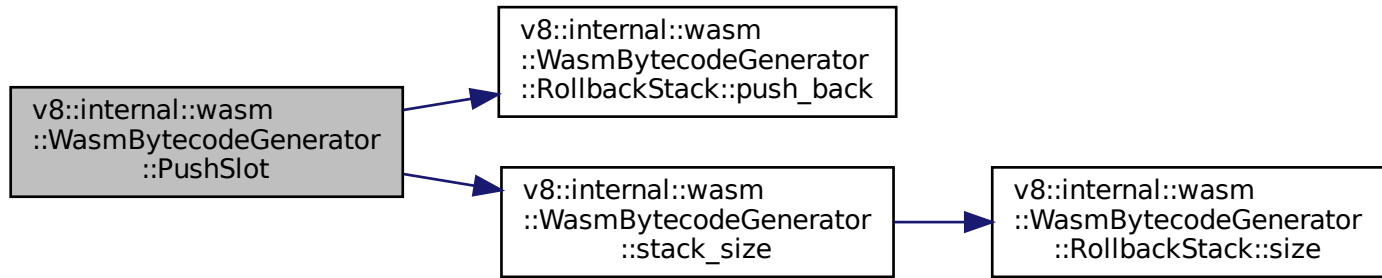 v8::internal::wasm
::WasmBytecodeGenerator
::PushSlot
v8::internal::wasm
::WasmBytecodeGenerator
::RollbackStack::push_back
v8::internal::wasm
::WasmBytecodeGenerator
::stack_size
v8::internal::wasm
::WasmBytecodeGenerator
::RollbackStack::size